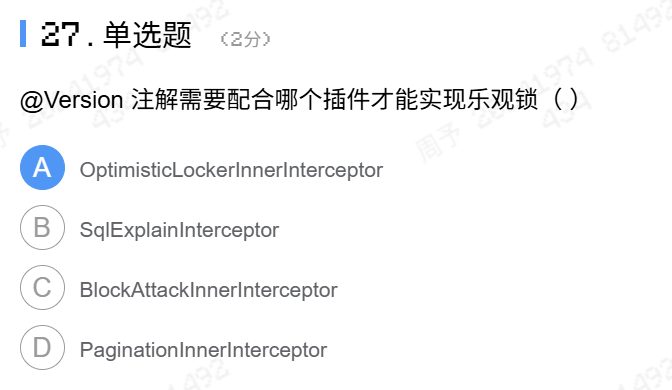 27.单选题 (2分)
@Version 注解需要配合哪个插件才能实现乐观锁（ ）
A OptimisticLockerInnerInterceptor
B SqlExplainInterceptor
C BlockAttackInnerInterceptor
D PaginationInnerInterceptor